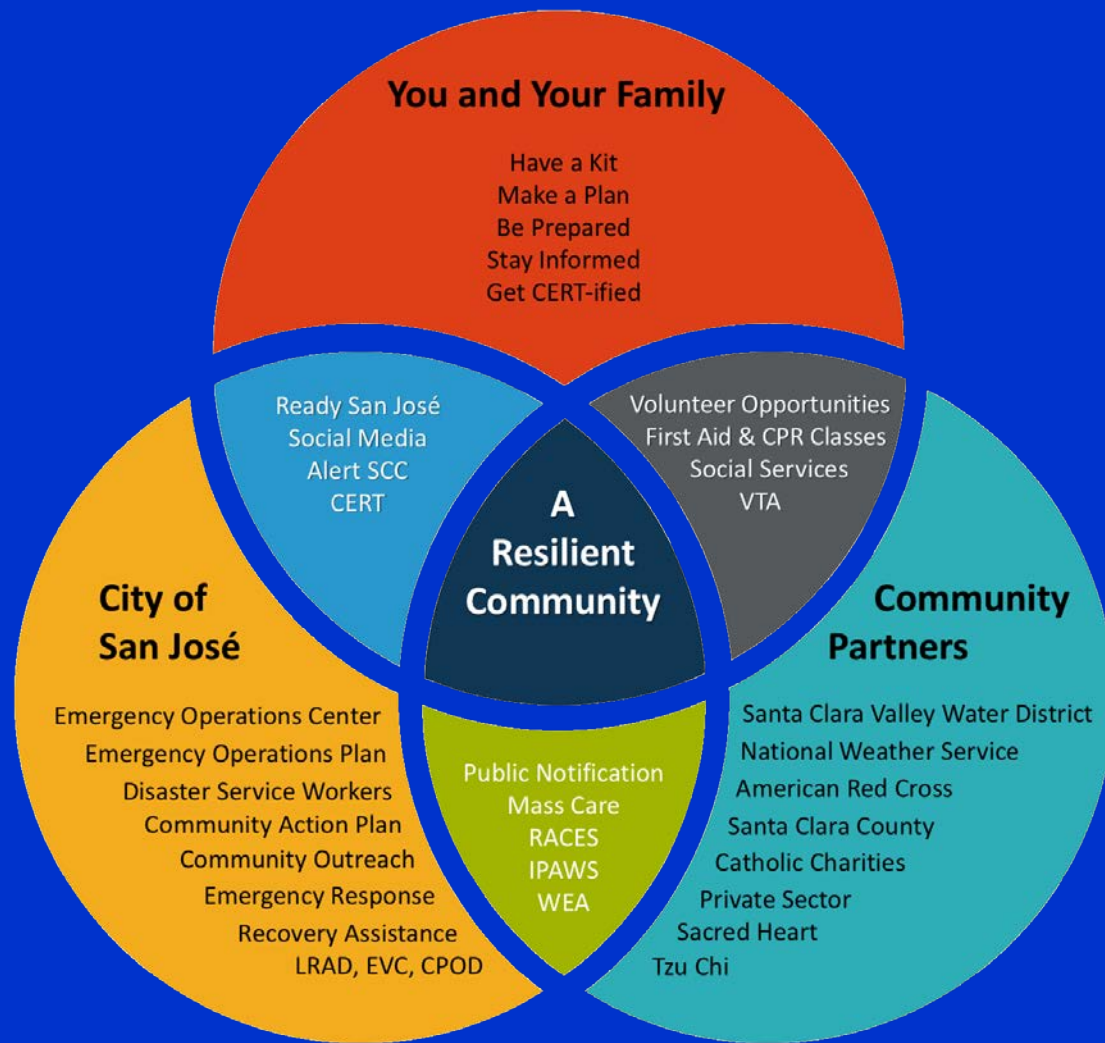 You and Your Family
Have a Kit
Make a Plan
Be Prepared
Stay Informed
Get CERT-ified
Ready San José
Social Media
Alert SCC
CERT
Volunteer Opportunities
First Aid & CPR Classes
Social Services
VTA
A
Resilient
Community
City of
San José
Emergency Operations Center
Emergency Operations Plan
Disaster Service Workers
Community Action Plan
Community Outreach
Emergency Response
Recovery Assistance
LRAD, EVC, CPOD
Public Notification
Mass Care
RACES
IPAWS
WEA
Community
Partners
Santa Clara Valley Water District
National Weather Service
American Red Cross
Santa Clara County
Catholic Charities
Private Sector
Sacred Heart
Tzu Chi